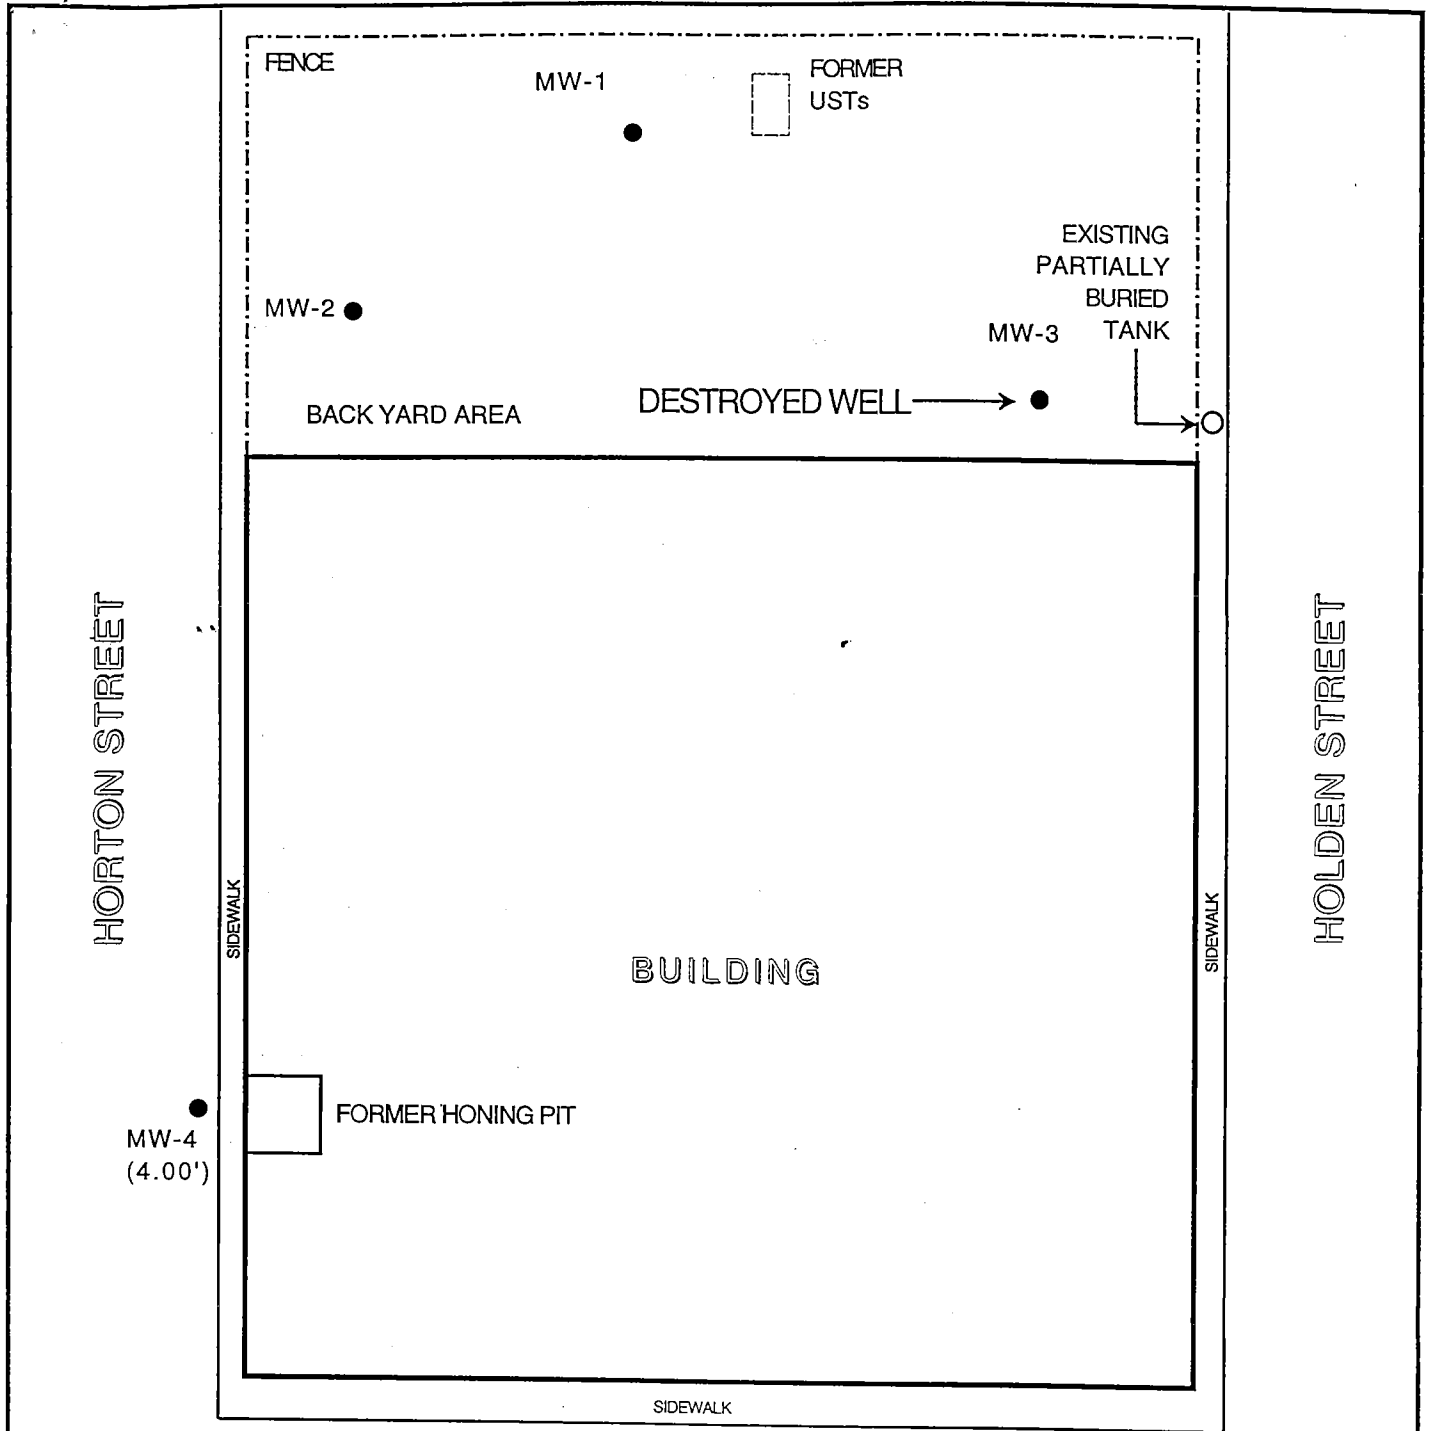 FENCE
MW-1
FORMER
USTs
EXISTING
PARTIALLY
BURIED
TANK
MW-2
MW-3
DESTROYED WELL
BACK YARD AREA
HORTON STREET
HOLDEN STREET
SIDEWALK
SIDEWALK
BUILDING
FORMER HONING PIT
MW-4
(4.00')
SIDEWALK